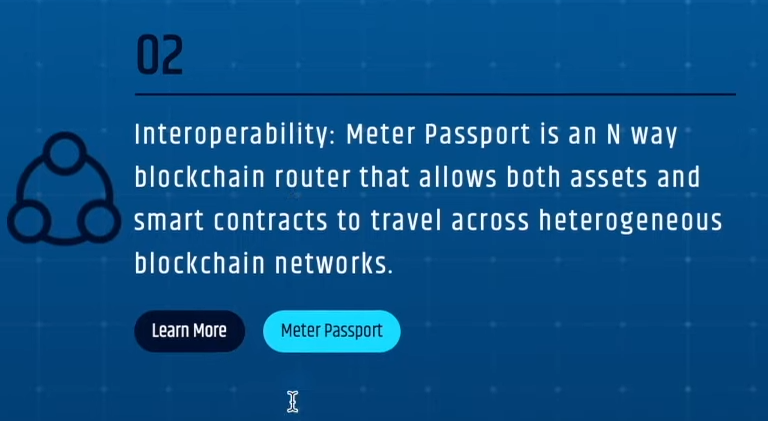 02
Interoperability: Meter Passport is an N way
blockchain router that allows both assets and
smart contracts to travel across heterogeneous
blockchain networks.
Learn More
Meter Passport